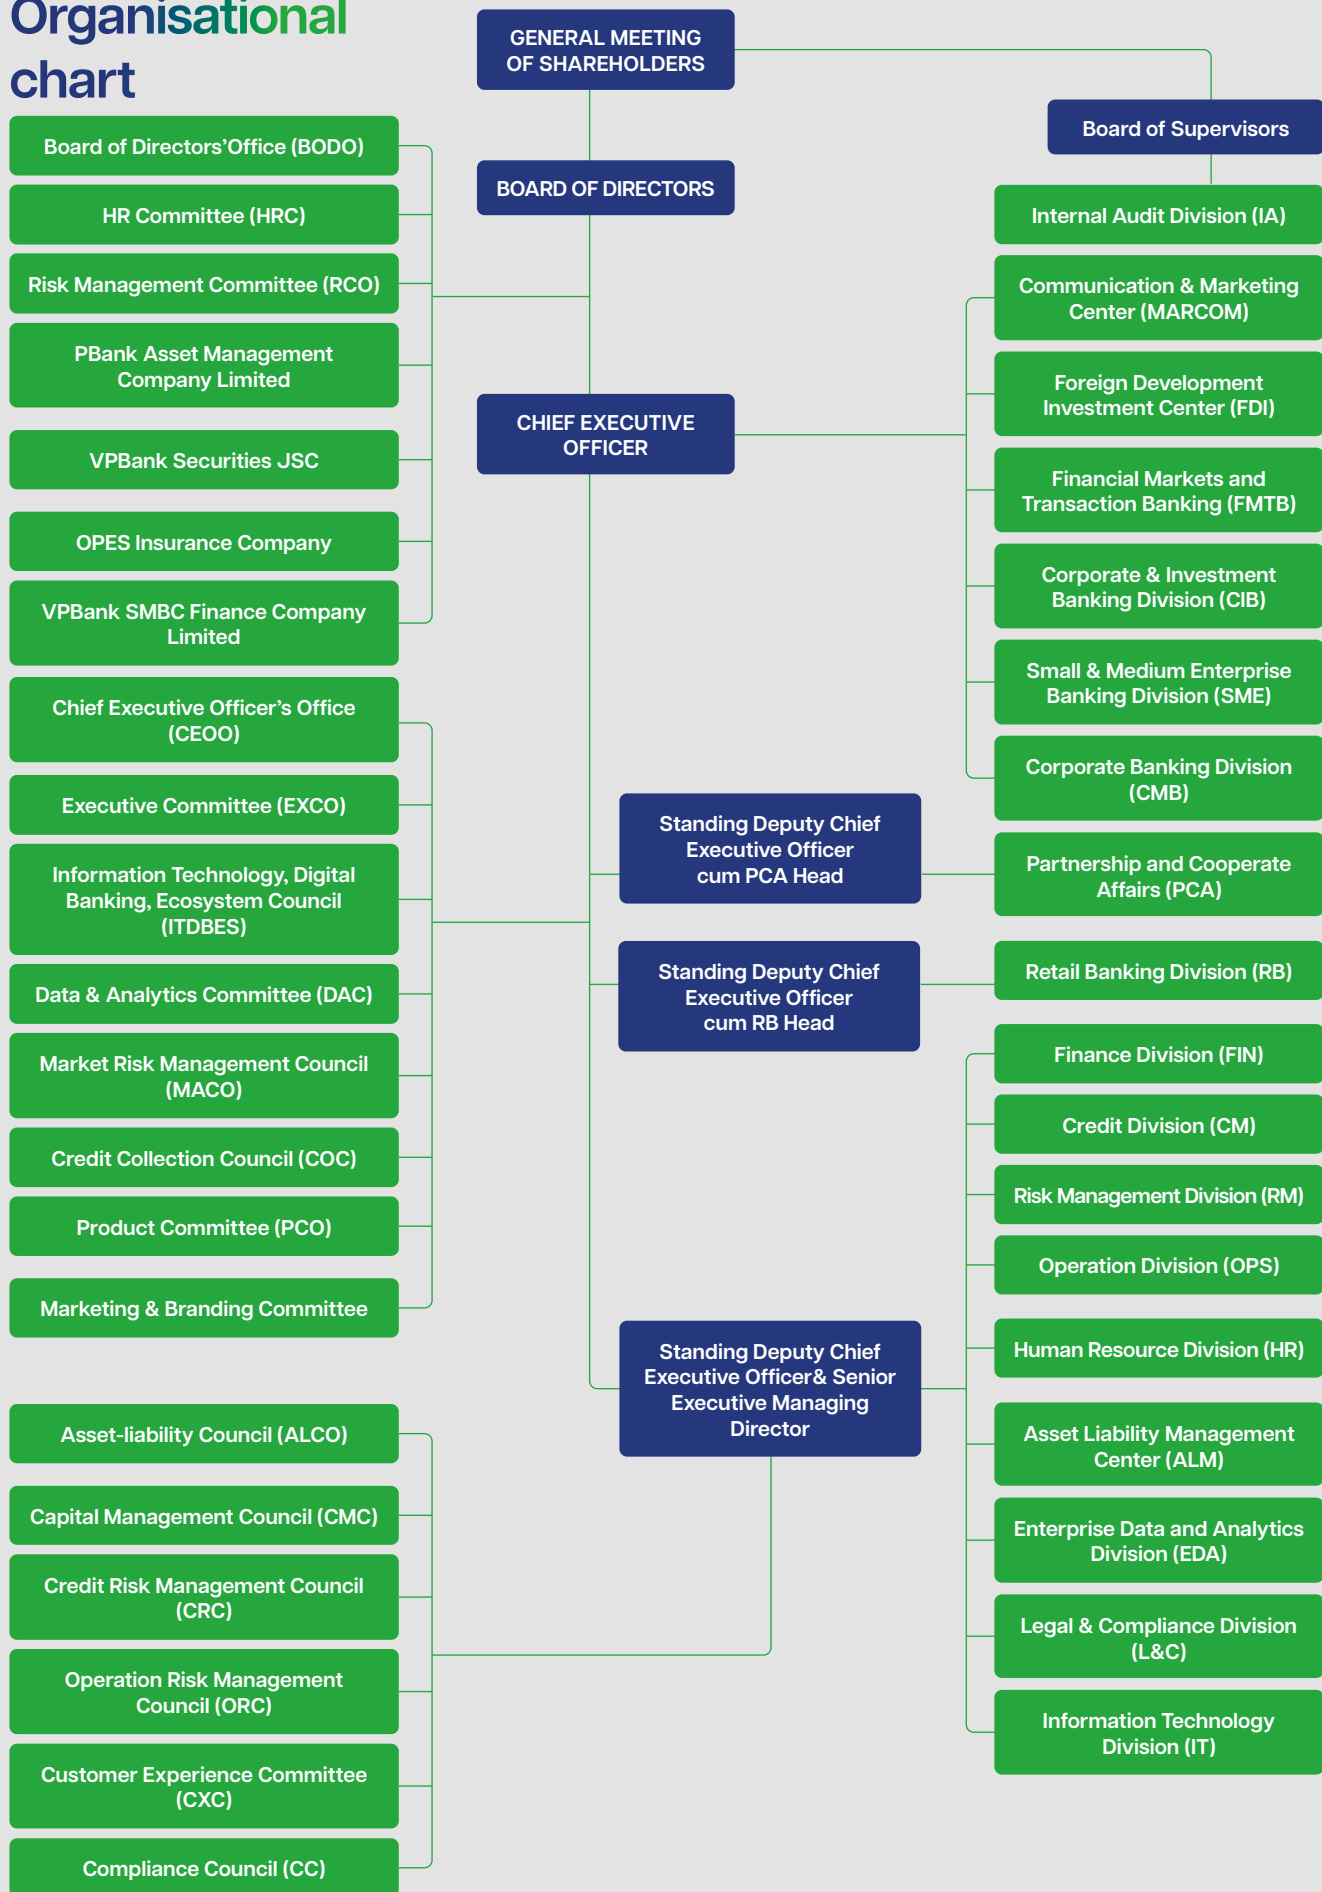 Organisational
chart
GENERAL MEETING
OF SHAREHOLDERS
Board of Supervisors
BOARD OF DIRECTORS
CHIEF EXECUTIVE
OFFICER
Board of Directors'Office (BODO)
HR Committee (HRC)
Risk Management Committee (RCO)
PBank Asset Management
Company Limited
VPBank Securities JSC
OPES Insurance Company
VPBank SMBC Finance Company
Limited
Chief Executive Officer’s Office
(CEOO)
Executive Committee (EXCO)
Information Technology, Digital
Banking, Ecosystem Council
(ITDBES)
Data & Analytics Committee (DAC)
Market Risk Management Council
(MACO)
Credit Collection Council (COC)
Product Committee (PCO)
Marketing & Branding Committee
Asset-liability Council (ALCO)
Capital Management Council (CMC)
Credit Risk Management Council
(CRC)
Operation Risk Management
Council (ORC)
Customer Experience Committee
(CXC)
Compliance Council (CC)
Standing Deputy Chief
Executive Officer
cum PCA Head
Standing Deputy Chief
Executive Officer
cum RB Head
Standing Deputy Chief
Executive Officer& Senior
Executive Managing
Director
Internal Audit Division (IA)
Communication & Marketing
Center (MARCOM)
Foreign Development
Investment Center (FDI)
Financial Markets and
Transaction Banking (FMTB)
Corporate & Investment
Banking Division (CIB)
Small & Medium Enterprise
Banking Division (SME)
Corporate Banking Division
(CMB)
Partnership and Cooperate
Affairs (PCA)
Retail Banking Division (RB)
Finance Division (FIN)
Credit Division (CM)
Risk Management Division (RM)
Operation Division (OPS)
Human Resource Division (HR)
Asset Liability Management
Center (ALM)
Enterprise Data and Analytics
Division (EDA)
Legal & Compliance Division
(L&C)
Information Technology
Division (IT)